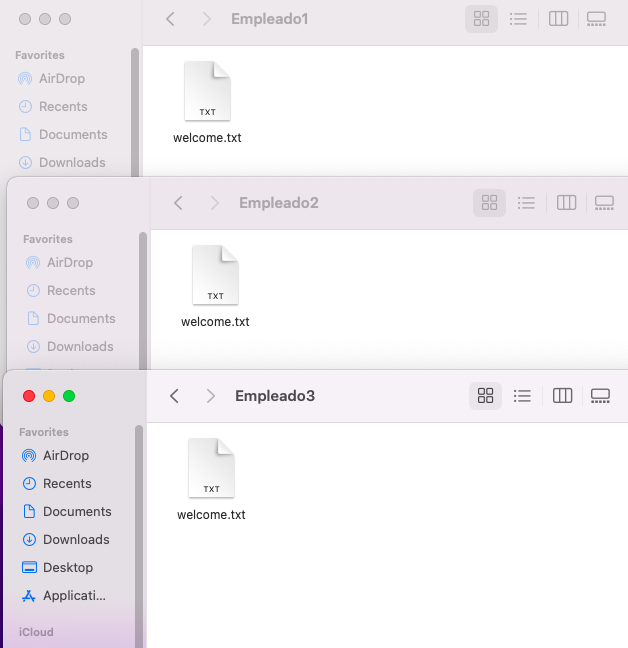 Empleado1
Favorites
AirDrop
Recents
Documents
Downloads
TXT
welcome.txt
Empleado2
Favorites
AirDrop
Recents
Documents
Downloads
TXT
welcome.txt
Empleado3
Favorites
AirDrop
Recents
Documents
Downloads
Desktop
Applicati...
iCloud
TXT
welcome.txt